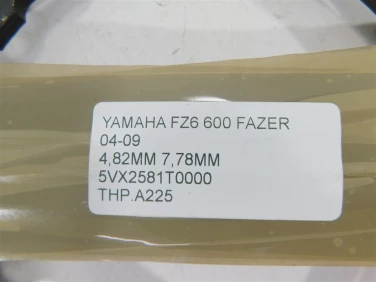 YAMAHA FZ6 600 FAZER
04-09
4,82MM 7,78MM
5VX2581T0000
THP.A225